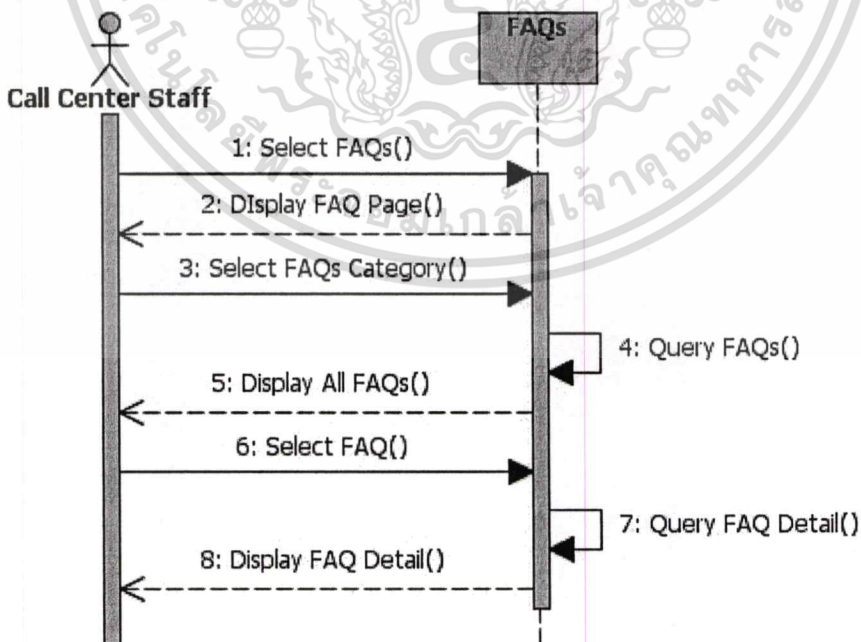 FAQs
Call Center Staff
1: Select FAQs()
2: DIsplay FAQ Page()
3: Select FAQs Category()
4: Query FAQs()
5: Display All FAQs()
6: Select FAQ()
7: Query FAQ Detail()
8: Display FAQ Detail()